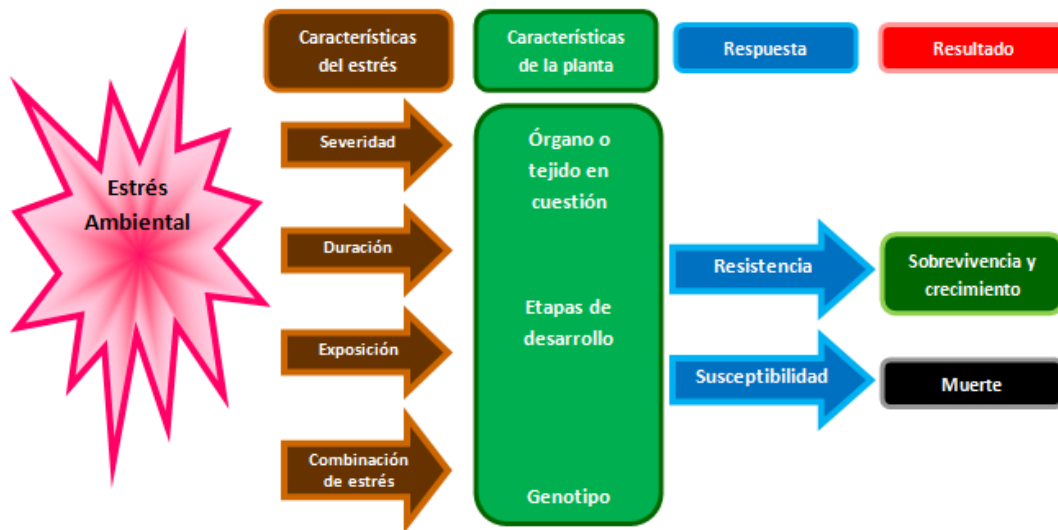 Características
del estrés
Características
de la planta
Respuesta
Resultado
Estrés
Ambiental
Severidad
Duración
Exposición
Combinación
de estrés
Órgano o
tejido en
cuestión
Etapas de
desarrollo
Genotipo
Resistencia
Susceptibilidad
Sobrevivencia y
crecimiento
Muerte